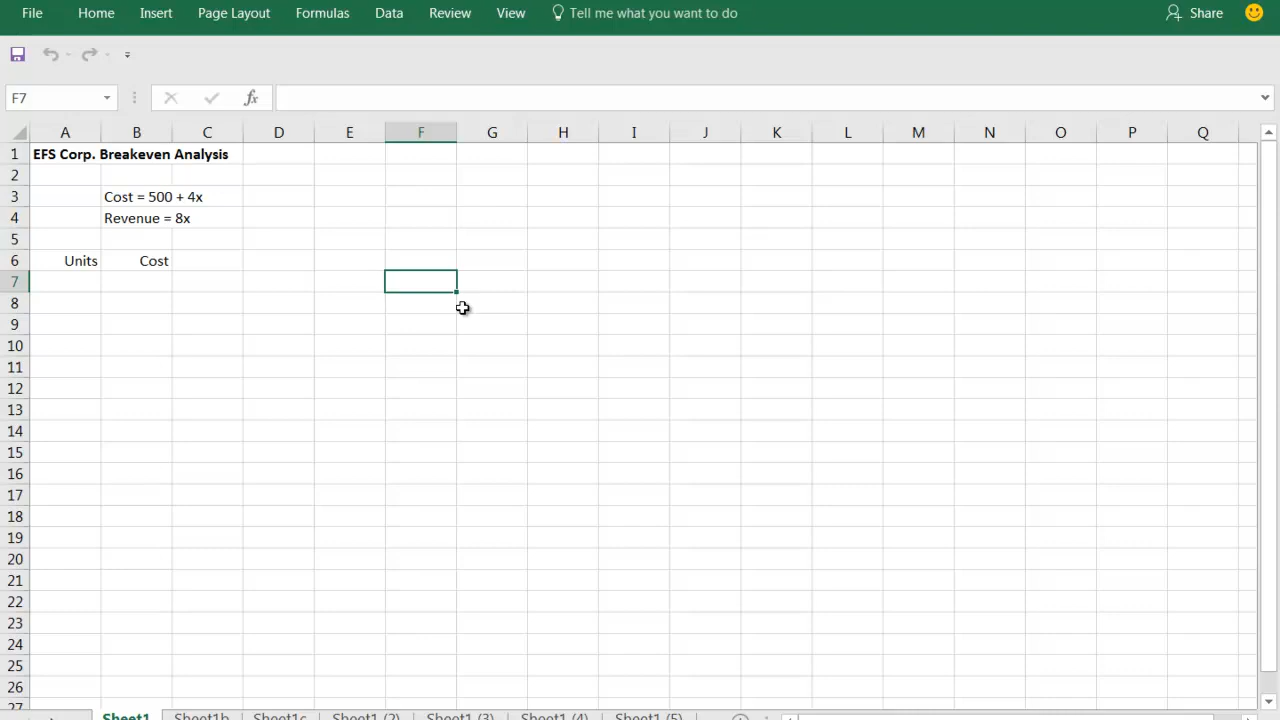 File Home Insert Page Layout Formulas Data Review View Tell me what you want to do Share
F7 fx
A B C D E F G H I J K L M N O P Q
1 EFS Corp. Breakeven Analysis
2
3 Cost = 500 + 4x
4 Revenue = 8x
5
6 Units Cost
7
8
9
10
11
12
13
14
15
16
17
18
19
20
21
22
23
24
25
26
27
Sheet1 Sheet1b Sheet1c Sheet1 (2) Sheet1 (3) Sheet1 (4) Sheet1 (5)